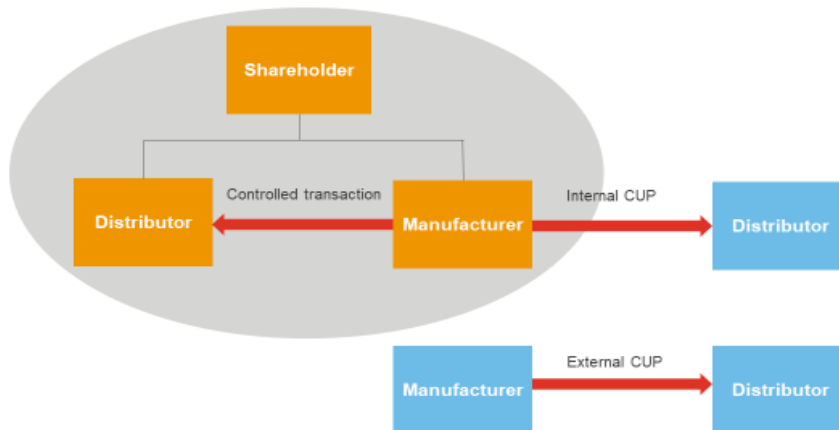 Shareholder
Controlled transaction
Internal CUP
Distributor
Manufacturer
Distributor
External CUP
Manufacturer
Distributor